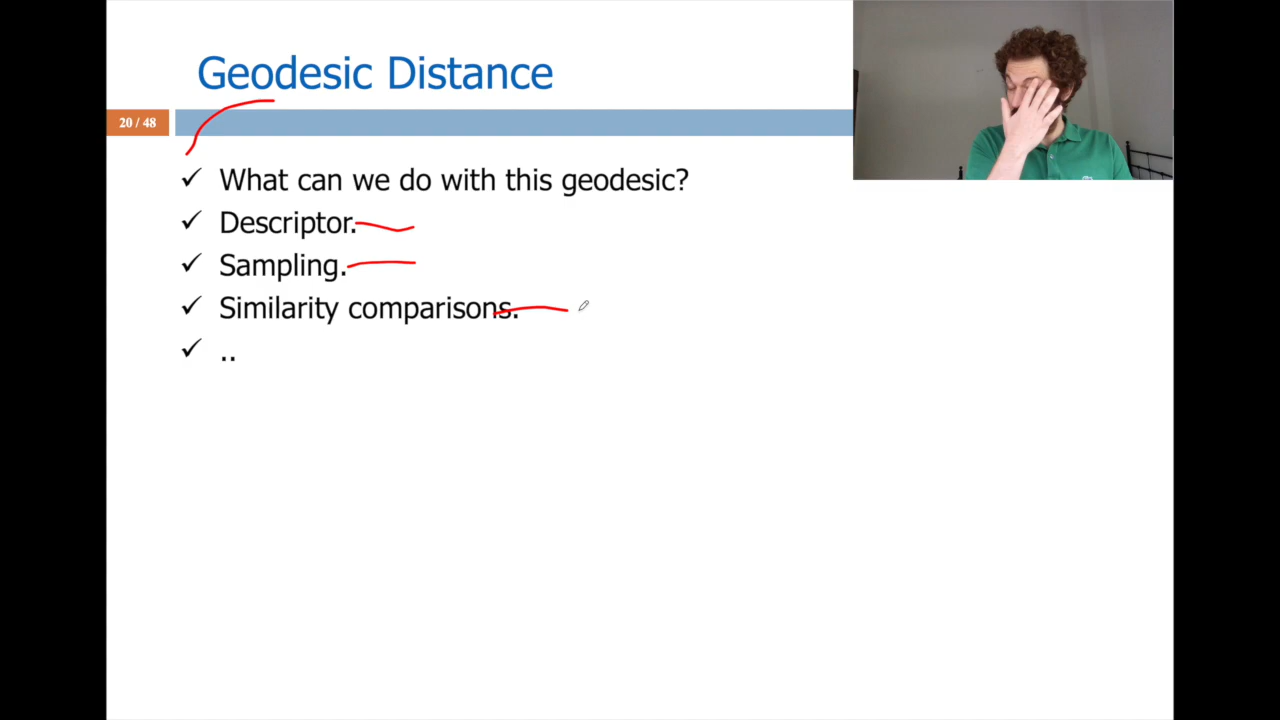 Geodesic Distance
20 / 48
✓ What can we do with this geodesic?
✓ Descriptor.
✓ Sampling.
✓ Similarity comparisons.
✓ ..